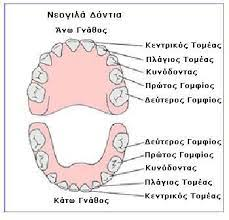 Νεογιλά Δόντια
Άνω Γνάθος
Κεντρικός Τομέας
Πλάγιος Τομέας
Κυνόδοντας
Πρώτος Γομφίος
Δεύτερος Γομφίος
Δεύτερος Γομφίος
Πρώτος Γομφίος
Κυνόδοντας
Πλάγιος Τομέας
Κεντρικός Τομέας
Κάτω Γνάθος